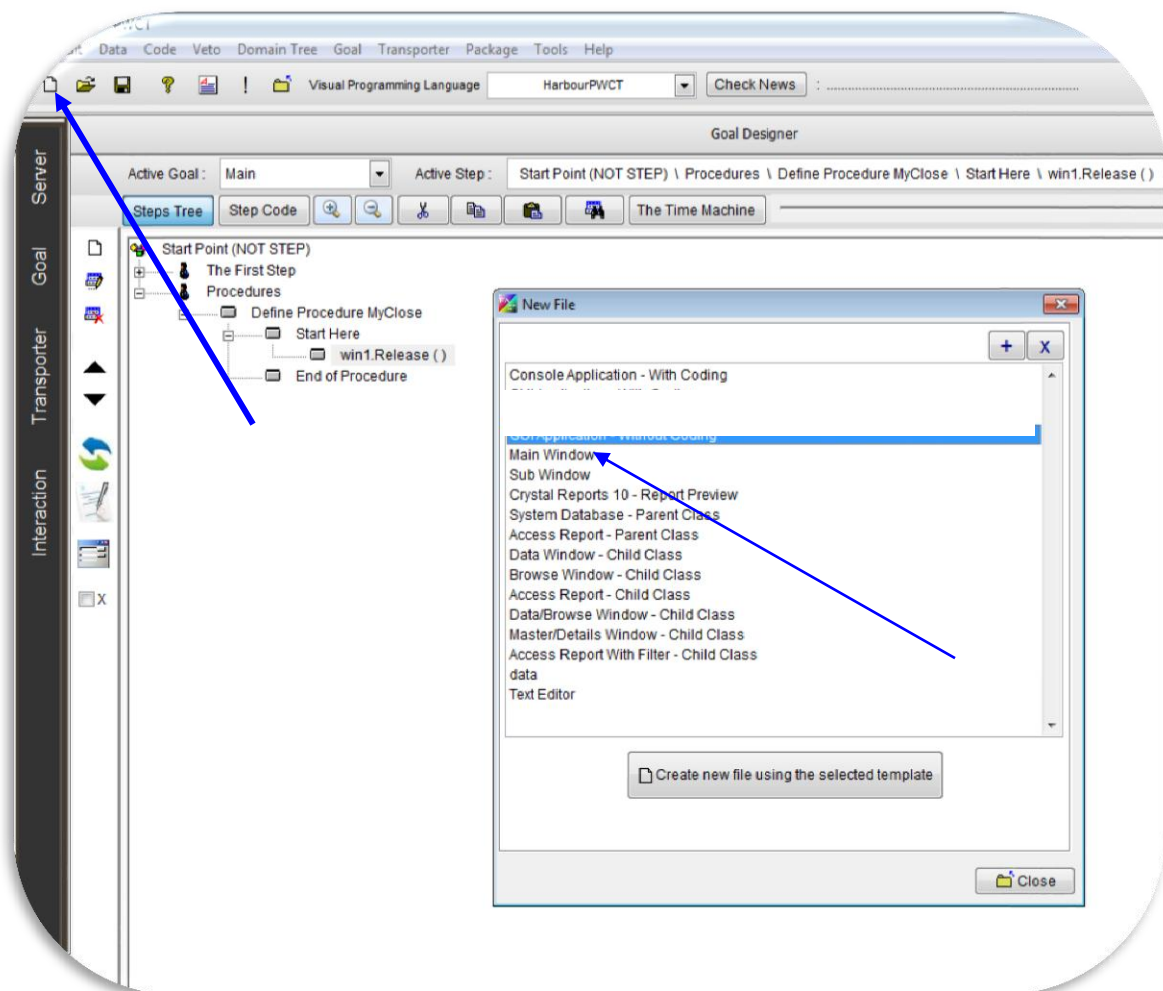 PWCT
Data Code Veto Domain Tree Goal Transporter Package Tools Help
Visual Programming Language HarbourPWCT Check News :
Goal Designer
Active Goal : Main Active Step : Start Point (NOT STEP) \ Procedures \ Define Procedure MyClose \ Start Here \ win1.Release ( )
Steps Tree Step Code The Time Machine
Server
Goal
Transporter
Interaction
Start Point (NOT STEP)
The First Step
Procedures
Define Procedure MyClose
Start Here
win1.Release ( )
End of Procedure
X
New File
+ X
Console Application - With Coding
GUI Application - Without Coding
Main Window
Sub Window
Crystal Reports 10 - Report Preview
System Database - Parent Class
Access Report - Parent Class
Data Window - Child Class
Browse Window - Child Class
Access Report - Child Class
Data/Browse Window - Child Class
Master/Details Window - Child Class
Access Report With Filter - Child Class
data
Text Editor
Create new file using the selected template
Close